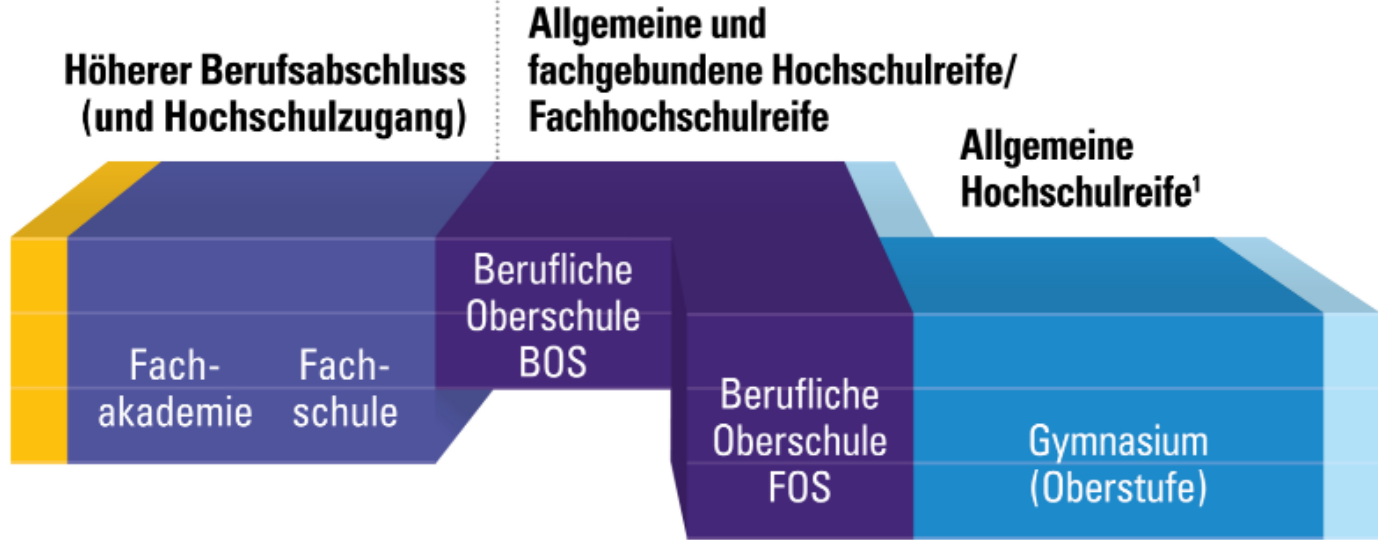 Höherer Berufsabschluss
(und Hochschulzugang)
Allgemeine und
fachgebundene Hochschulreife/
Fachhochschulreife
Allgemeine
Hochschulreife¹
Fach-
akademie
Fach-
schule
Berufliche
Oberschule
BOS
Berufliche
Oberschule
FOS
Gymnasium
(Oberstufe)